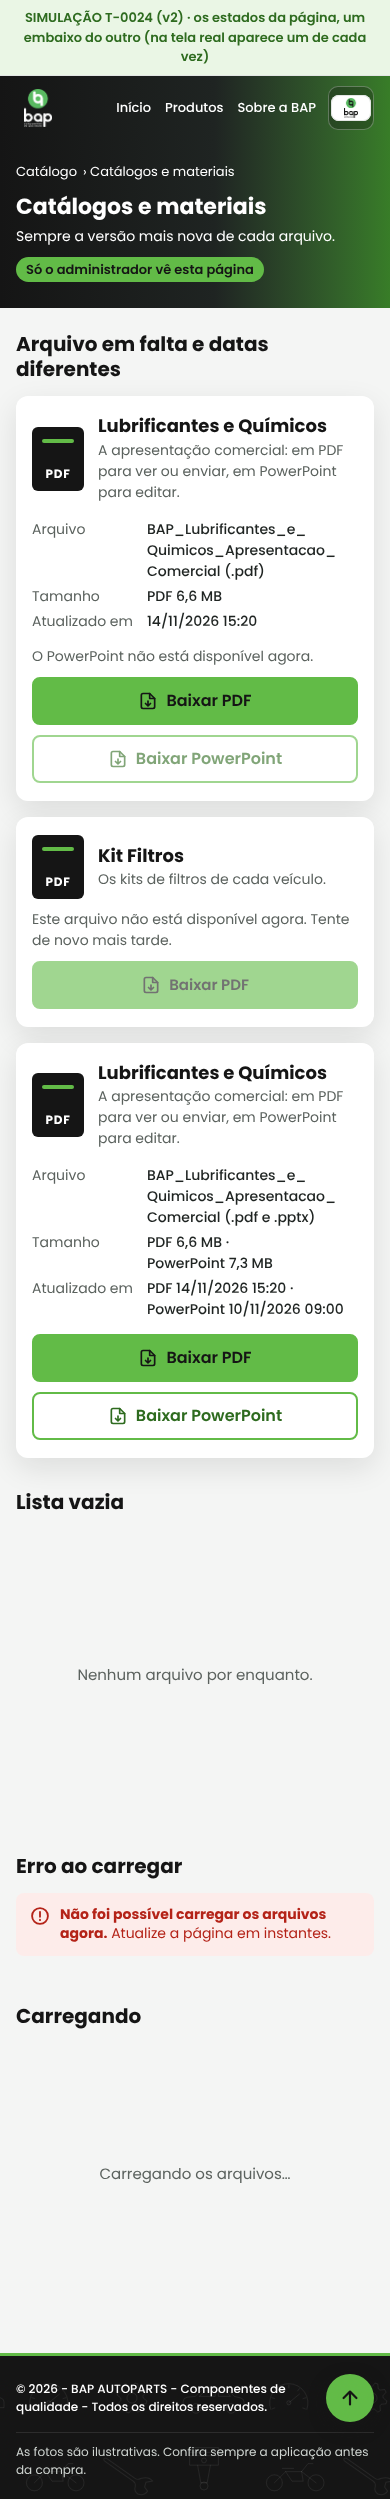 SIMULAÇÃO T-0024 (v2) · os estados da página, um
embaixo do outro (na tela real aparece um de cada
vez)
bap
Início Produtos Sobre a BAP
bap
Catálogo › Catálogos e materiais
Catálogos e materiais
Sempre a versão mais nova de cada arquivo.
Só o administrador vê esta página
Arquivo em falta e datas
diferentes
PDF
Lubrificantes e Químicos
A apresentação comercial: em PDF
para ver ou enviar, em PowerPoint
para editar.
Arquivo BAP_Lubrificantes_e_
Quimicos_Apresentacao_
Comercial (.pdf)
Tamanho PDF 6,6 MB
Atualizado em 14/11/2026 15:20
O PowerPoint não está disponível agora.
Baixar PDF
Baixar PowerPoint
PDF
Kit Filtros
Os kits de filtros de cada veículo.
Este arquivo não está disponível agora. Tente
de novo mais tarde.
Baixar PDF
PDF
Lubrificantes e Químicos
A apresentação comercial: em PDF
para ver ou enviar, em PowerPoint
para editar.
Arquivo BAP_Lubrificantes_e_
Quimicos_Apresentacao_
Comercial (.pdf e .pptx)
Tamanho PDF 6,6 MB ·
PowerPoint 7,3 MB
Atualizado em PDF 14/11/2026 15:20 ·
PowerPoint 10/11/2026 09:00
Baixar PDF
Baixar PowerPoint
Lista vazia
Nenhum arquivo por enquanto.
Erro ao carregar
Não foi possível carregar os arquivos
agora. Atualize a página em instantes.
Carregando
Carregando os arquivos…
© 2026 - BAP AUTOPARTS - Componentes de
qualidade - Todos os direitos reservados.
As fotos são ilustrativas. Confira sempre a aplicação antes
da compra.